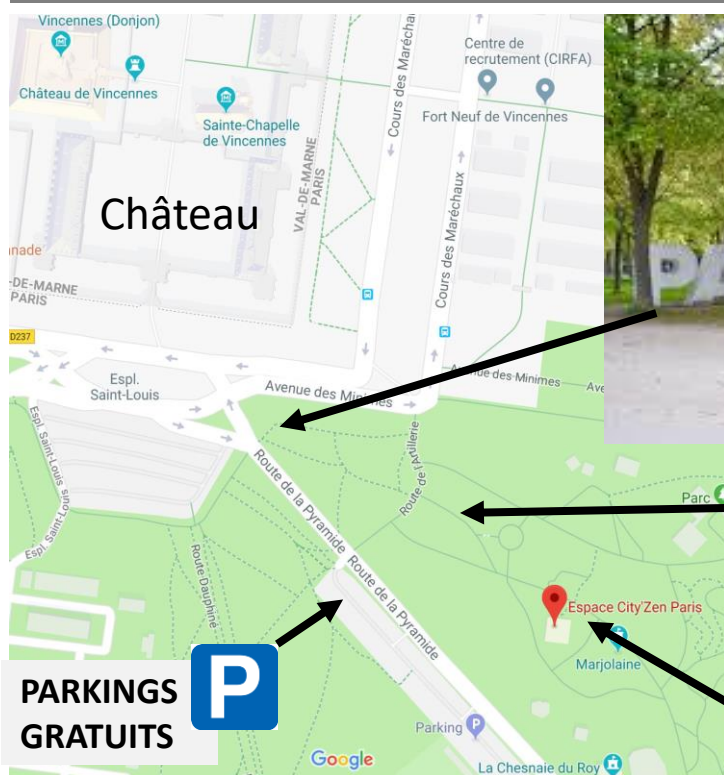 Vincennes (Donjon)
Château de Vincennes
Sainte-Chapelle
de Vincennes
Cours des Maréchaux
Centre de
recrutement (CIRFA)
Fort Neuf de Vincennes
VAL-DE-MARNE
PARIS
Château
Cours des Maréchaux
-DE-MARNE
PARIS
D237
Espl.
Saint-Louis
Avenue des Minimes
Avenue des Minimes
Ave
PA
Espl. Saint-Louis
Espl. Saint-
Route de la Pyramide
Route de l'Artillerie
Parc
Route Dauphine
Route de la Pyramide
Espace City'Zen Paris
Marjolaine
PARKINGS
GRATUITS
P
Parking P
Google
La Chesnaie du Roy